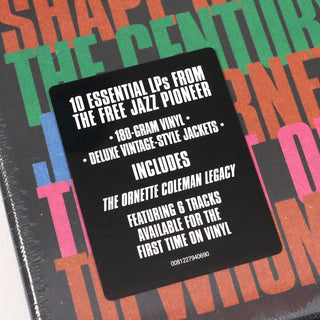 SHAPE
THE CENTUR
10 ESSENTIAL LPs FROM
THE FREE JAZZ PIONEER
• 180-GRAM VINYL •
• DELUXE VINTAGE-STYLE JACKETS •
INCLUDES
THE ORNETTE COLEMAN LEGACY
FEATURING 6 TRACKS
AVAILABLE FOR THE
FIRST TIME ON VINYL
0081227940690